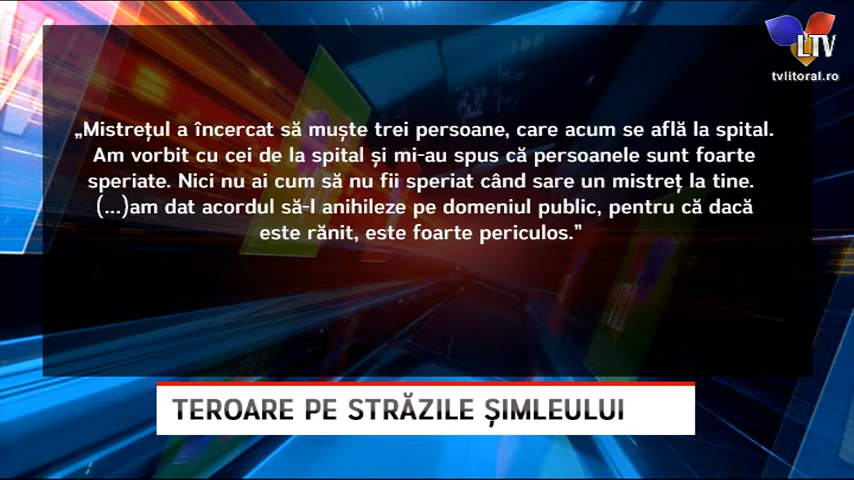 LTV
tvlitoral.ro
„Mistrețul a încercat să muște trei persoane, care acum se află la spital.
Am vorbit cu cei de la spital și mi-au spus că persoanele sunt foarte
speriate. Nici nu ai cum să nu fii speriat când sare un mistreț la tine.
(...)am dat acordul să-l anihileze pe domeniul public, pentru că dacă
este rănit, este foarte periculos.”
TEROARE PE STRĂZILE ȘIMLEULUI